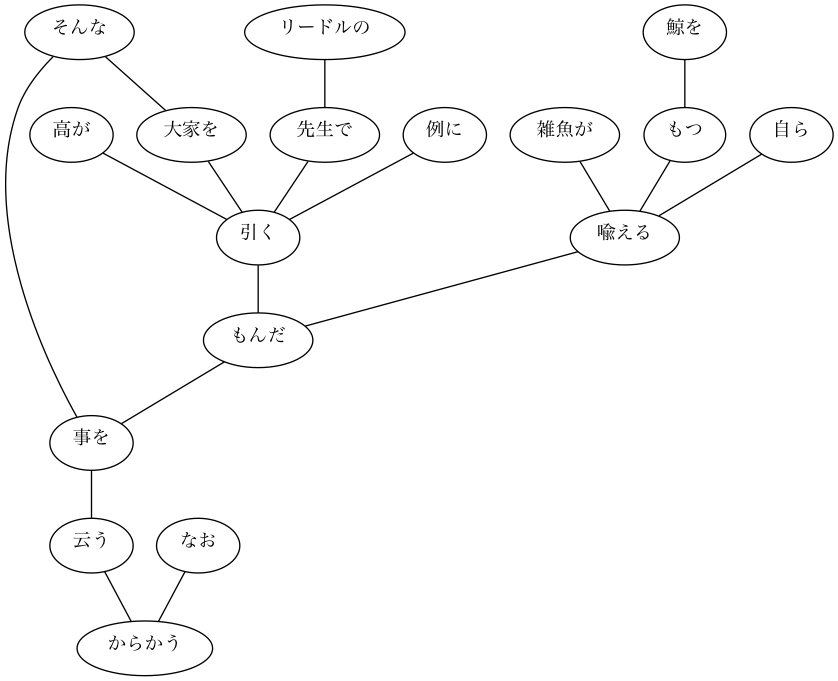 そんな リードルの 鯨を
高が 大家を 先生で 例に 雑魚が もつ 自ら
引く 喩える
もんだ
事を
云う なお
からかう